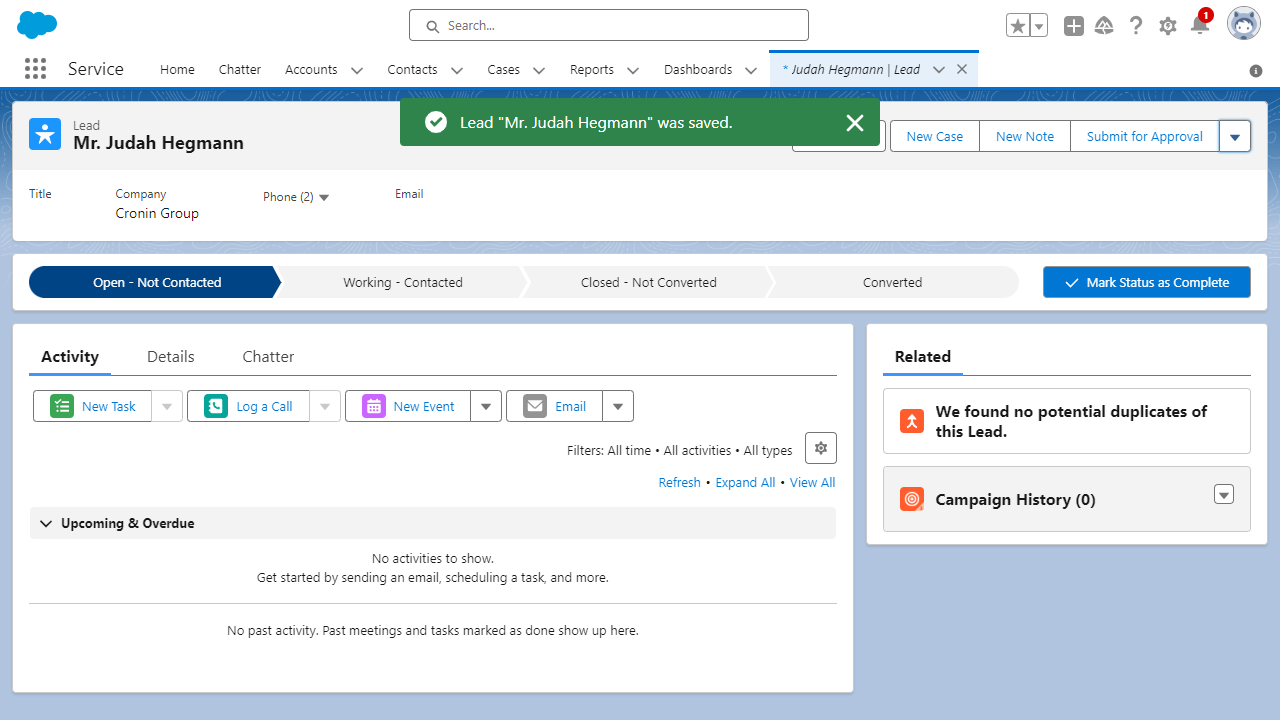 Search...
1
Service
Home
Chatter
Accounts
Contacts
Cases
Reports
Dashboards
* Judah Hegmann | Lead
Lead "Mr. Judah Hegmann" was saved.
Lead
Mr. Judah Hegmann
New Case
New Note
Submit for Approval
Title
Company
Phone (2)
Email
Cronin Group
Open - Not Contacted
Working - Contacted
Closed - Not Converted
Converted
Mark Status as Complete
Activity
Details
Chatter
New Task
Log a Call
New Event
Email
Filters: All time • All activities • All types
Refresh • Expand All • View All
Upcoming & Overdue
No activities to show.
Get started by sending an email, scheduling a task, and more.
No past activity. Past meetings and tasks marked as done show up here.
Related
We found no potential duplicates of
this Lead.
Campaign History (0)